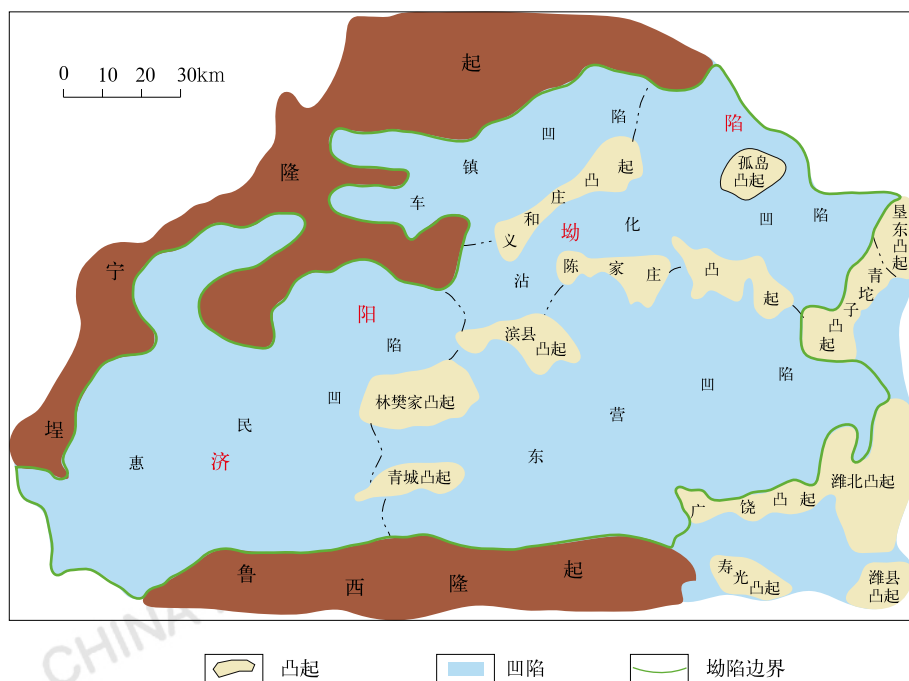 0 10 20 30km
埕宁隆起
济阳坳陷
车镇凹陷
义和庄凸起
沾化凹陷
孤岛
凸起
垦东凸起
青坨子凸起
陈家庄凸起
滨县
凸起
林樊家凸起
惠民凹陷
青城凸起
东营凹陷
潍北凸起
广饶凸起
寿光凸起
潍县
凸起
鲁西隆起
CHINA
凸起
凹陷
坳陷边界